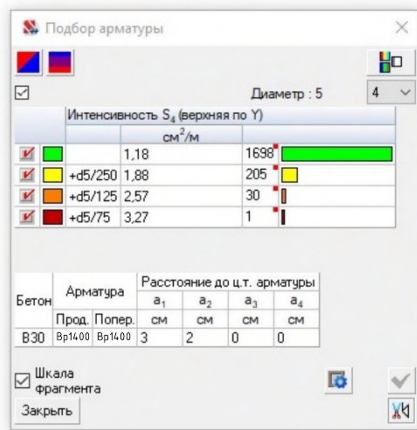 Подбор арматуры
Диаметр : 5 4
Интенсивность S4 (верхняя по Y)
см2/м
1,18 1698
+d5/250 1,88 205
+d5/125 2,57 30
+d5/75 3,27 1
Бетон Арматура Расстояние до ц.т. арматуры
a1 a2 a3 a4
Прод. Попер. см см см см
B30 Вр1400 Вр1400 3 2 0 0
Шкала
фрагмента
Закрыть